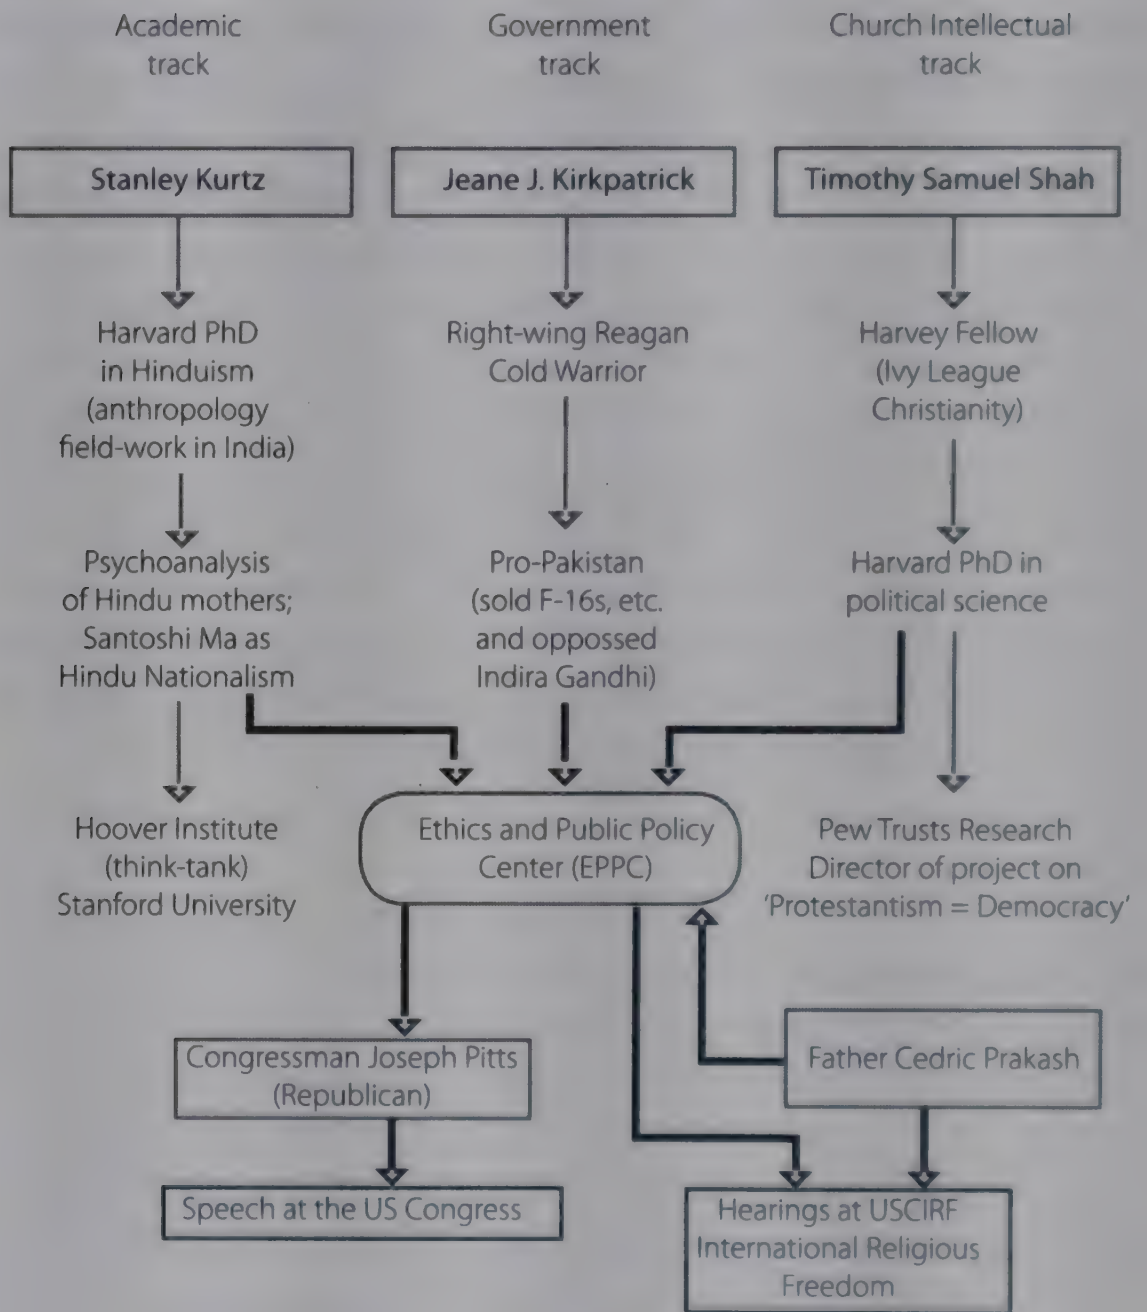 Academic
track
Government
track
Church Intellectual
track
Stanley Kurtz
Jeane J. Kirkpatrick
Timothy Samuel Shah
Harvard PhD
in Hinduism
(anthropology
field-work in India)
Right-wing Reagan
Cold Warrior
Harvey Fellow
(Ivy League
Christianity)
Psychoanalysis
of Hindu mothers;
Santoshi Ma as
Hindu Nationalism
Pro-Pakistan
(sold F-16s, etc.
and oppossed
Indira Gandhi)
Harvard PhD in
political science
Hoover Institute
(think-tank)
Stanford University
Ethics and Public Policy
Center (EPPC)
Pew Trusts Research
Director of project on
'Protestantism = Democracy'
Congressman Joseph Pitts
(Republican)
Father Cedric Prakash
Speech at the US Congress
Hearings at USCIRF
International Religious
Freedom